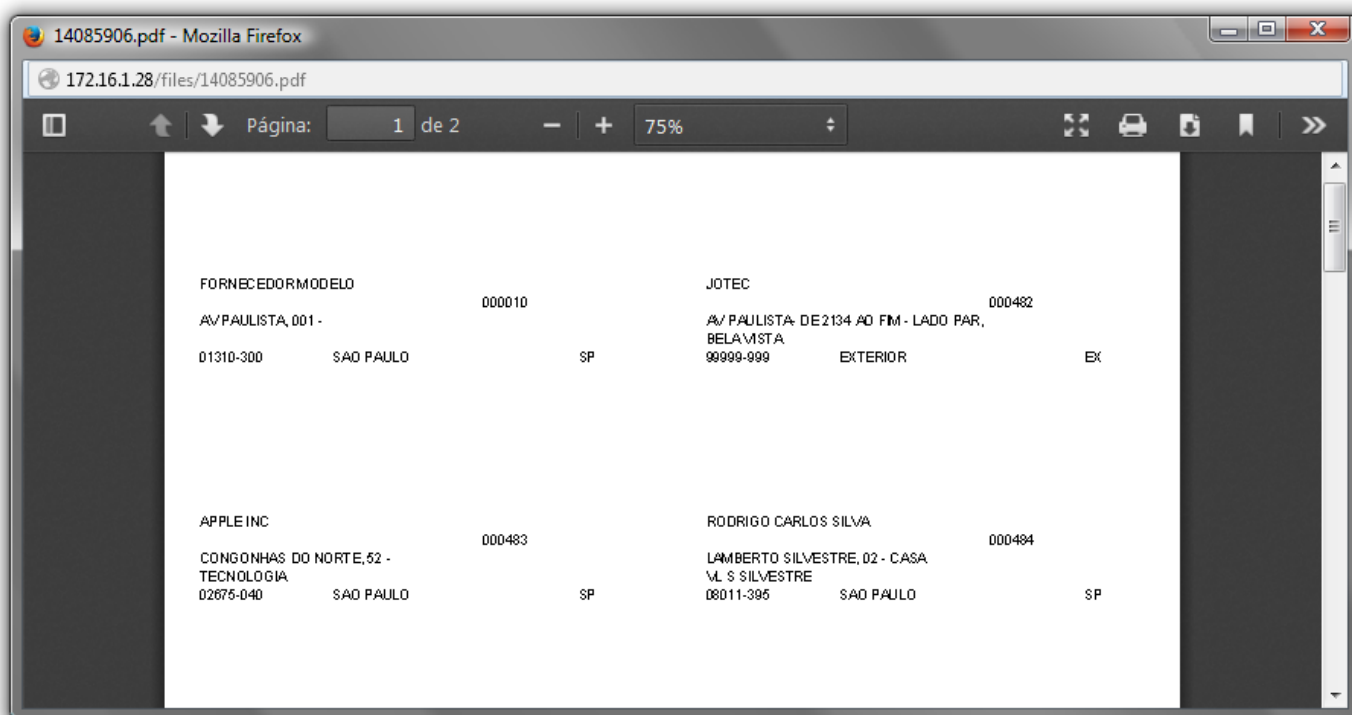 14085906.pdf - Mozilla Firefox
172.16.1.28/files/14085906.pdf
Página: 1 de 2 75%
FORNECEDOR MODELO
000010
AV PAULISTA, 001 -
01310-300 SAO PAULO SP
JOTEC
000482
AV PAULISTA- DE 2134 AO FIM - LADO PAR,
BELA VISTA
99999-999 EXTERIOR EX
APPLE INC
000483
CONGONHAS DO NORTE, 52 -
TECNOLOGIA
02675-040 SAO PAULO SP
RODRIGO CARLOS SILVA
000484
LAMBERTO SILVESTRE, 02 - CASA
VL S SILVESTRE
08011-395 SAO PAULO SP